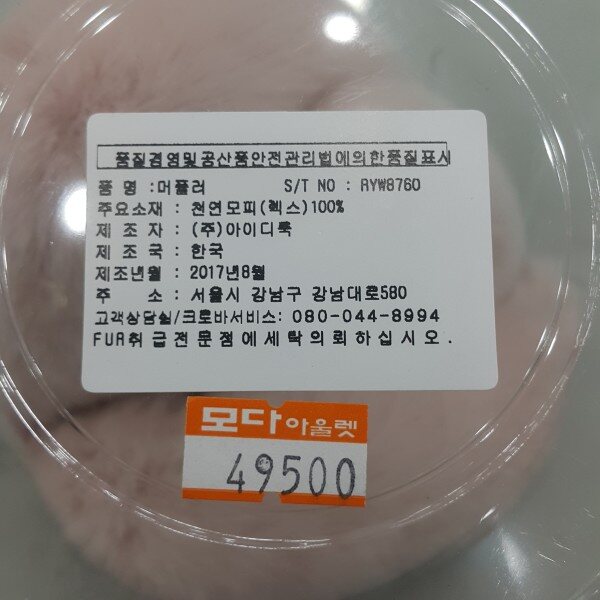 품질경영및공산품안전관리법에의한품질표시
품 명 :머플러 S/T NO : RYW8760
주요소재 : 천연모피(렉스)100%
제 조 자 : (주)아이디룩
제 조 국 : 한국
제조년월 : 2017년8월
주 소 : 서울시 강남구 강남대로580
고객상담실/크로바서비스: 080-044-8994
FUR취급전문점에세탁의뢰하십시오.
모다아울렛
49500